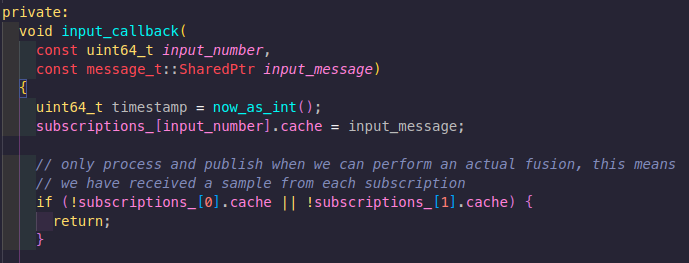 private:
  void input_callback(
    const uint64_t input_number,
    const message_t::SharedPtr input_message)
  {
    uint64_t timestamp = now_as_int();
    subscriptions_[input_number].cache = input_message;

    // only process and publish when we can perform an actual fusion, this means
    // we have received a sample from each subscription
    if (!subscriptions_[0].cache || !subscriptions_[1].cache) {
      return;
    }